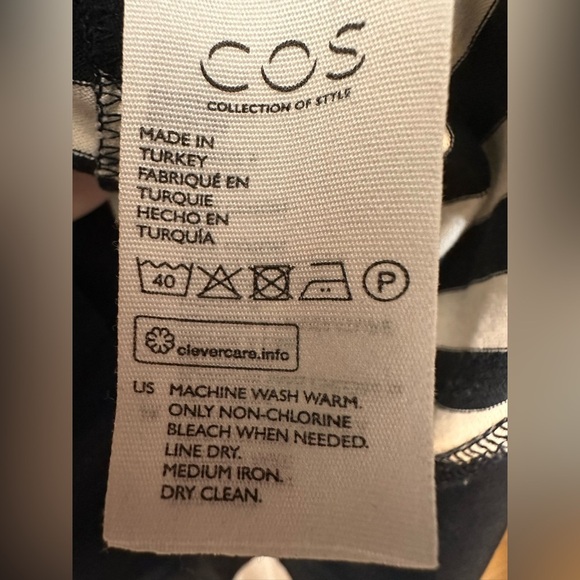 COS
COLLECTION OF STYLE
MADE IN
TURKEY
FABRIQUÉ EN
TURQUIE
HECHO EN
TURQUÍA
40 P
clevercare.info
US MACHINE WASH WARM.
ONLY NON-CHLORINE
BLEACH WHEN NEEDED.
LINE DRY.
MEDIUM IRON.
DRY CLEAN.